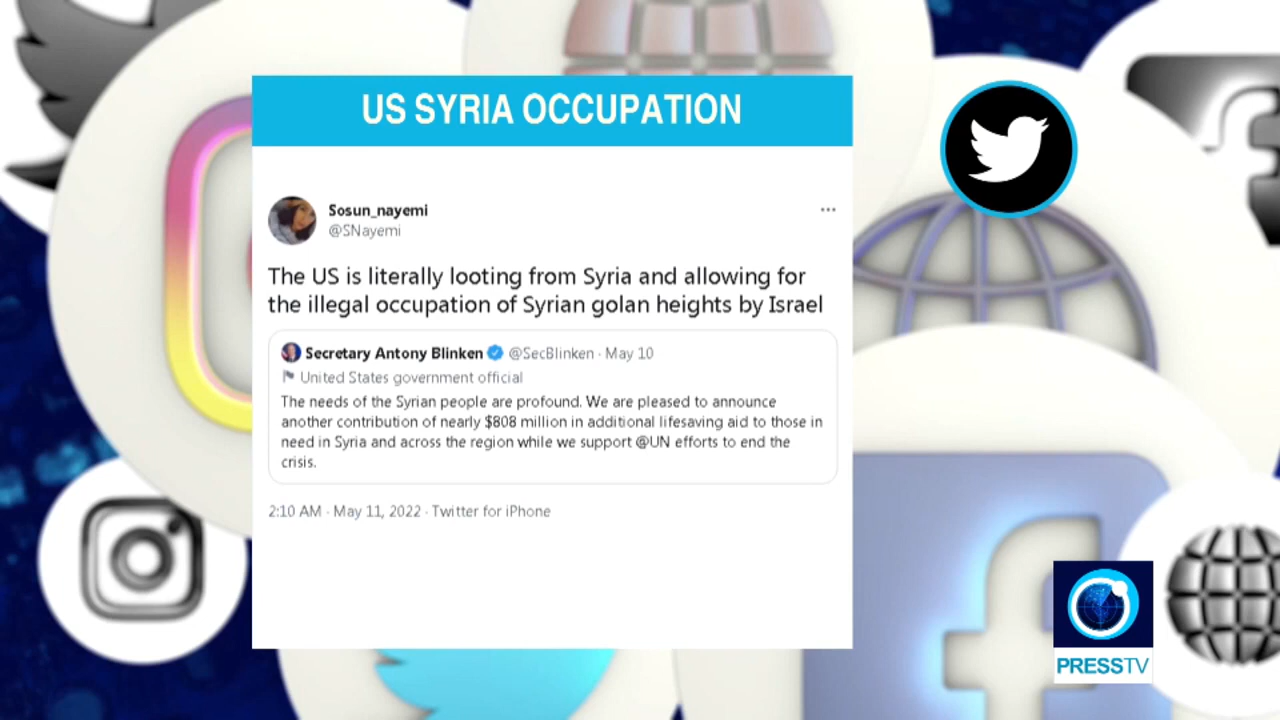 US SYRIA OCCUPATION
Sosun_nayemi
@SNayemi
The US is literally looting from Syria and allowing for
the illegal occupation of Syrian golan heights by Israel
Secretary Antony Blinken @SecBlinken · May 10
United States government official
The needs of the Syrian people are profound. We are pleased to announce
another contribution of nearly $808 million in additional lifesaving aid to those in
need in Syria and across the region while we support @UN efforts to end the
crisis.
2:10 AM · May 11, 2022 · Twitter for iPhone
PRESSTV